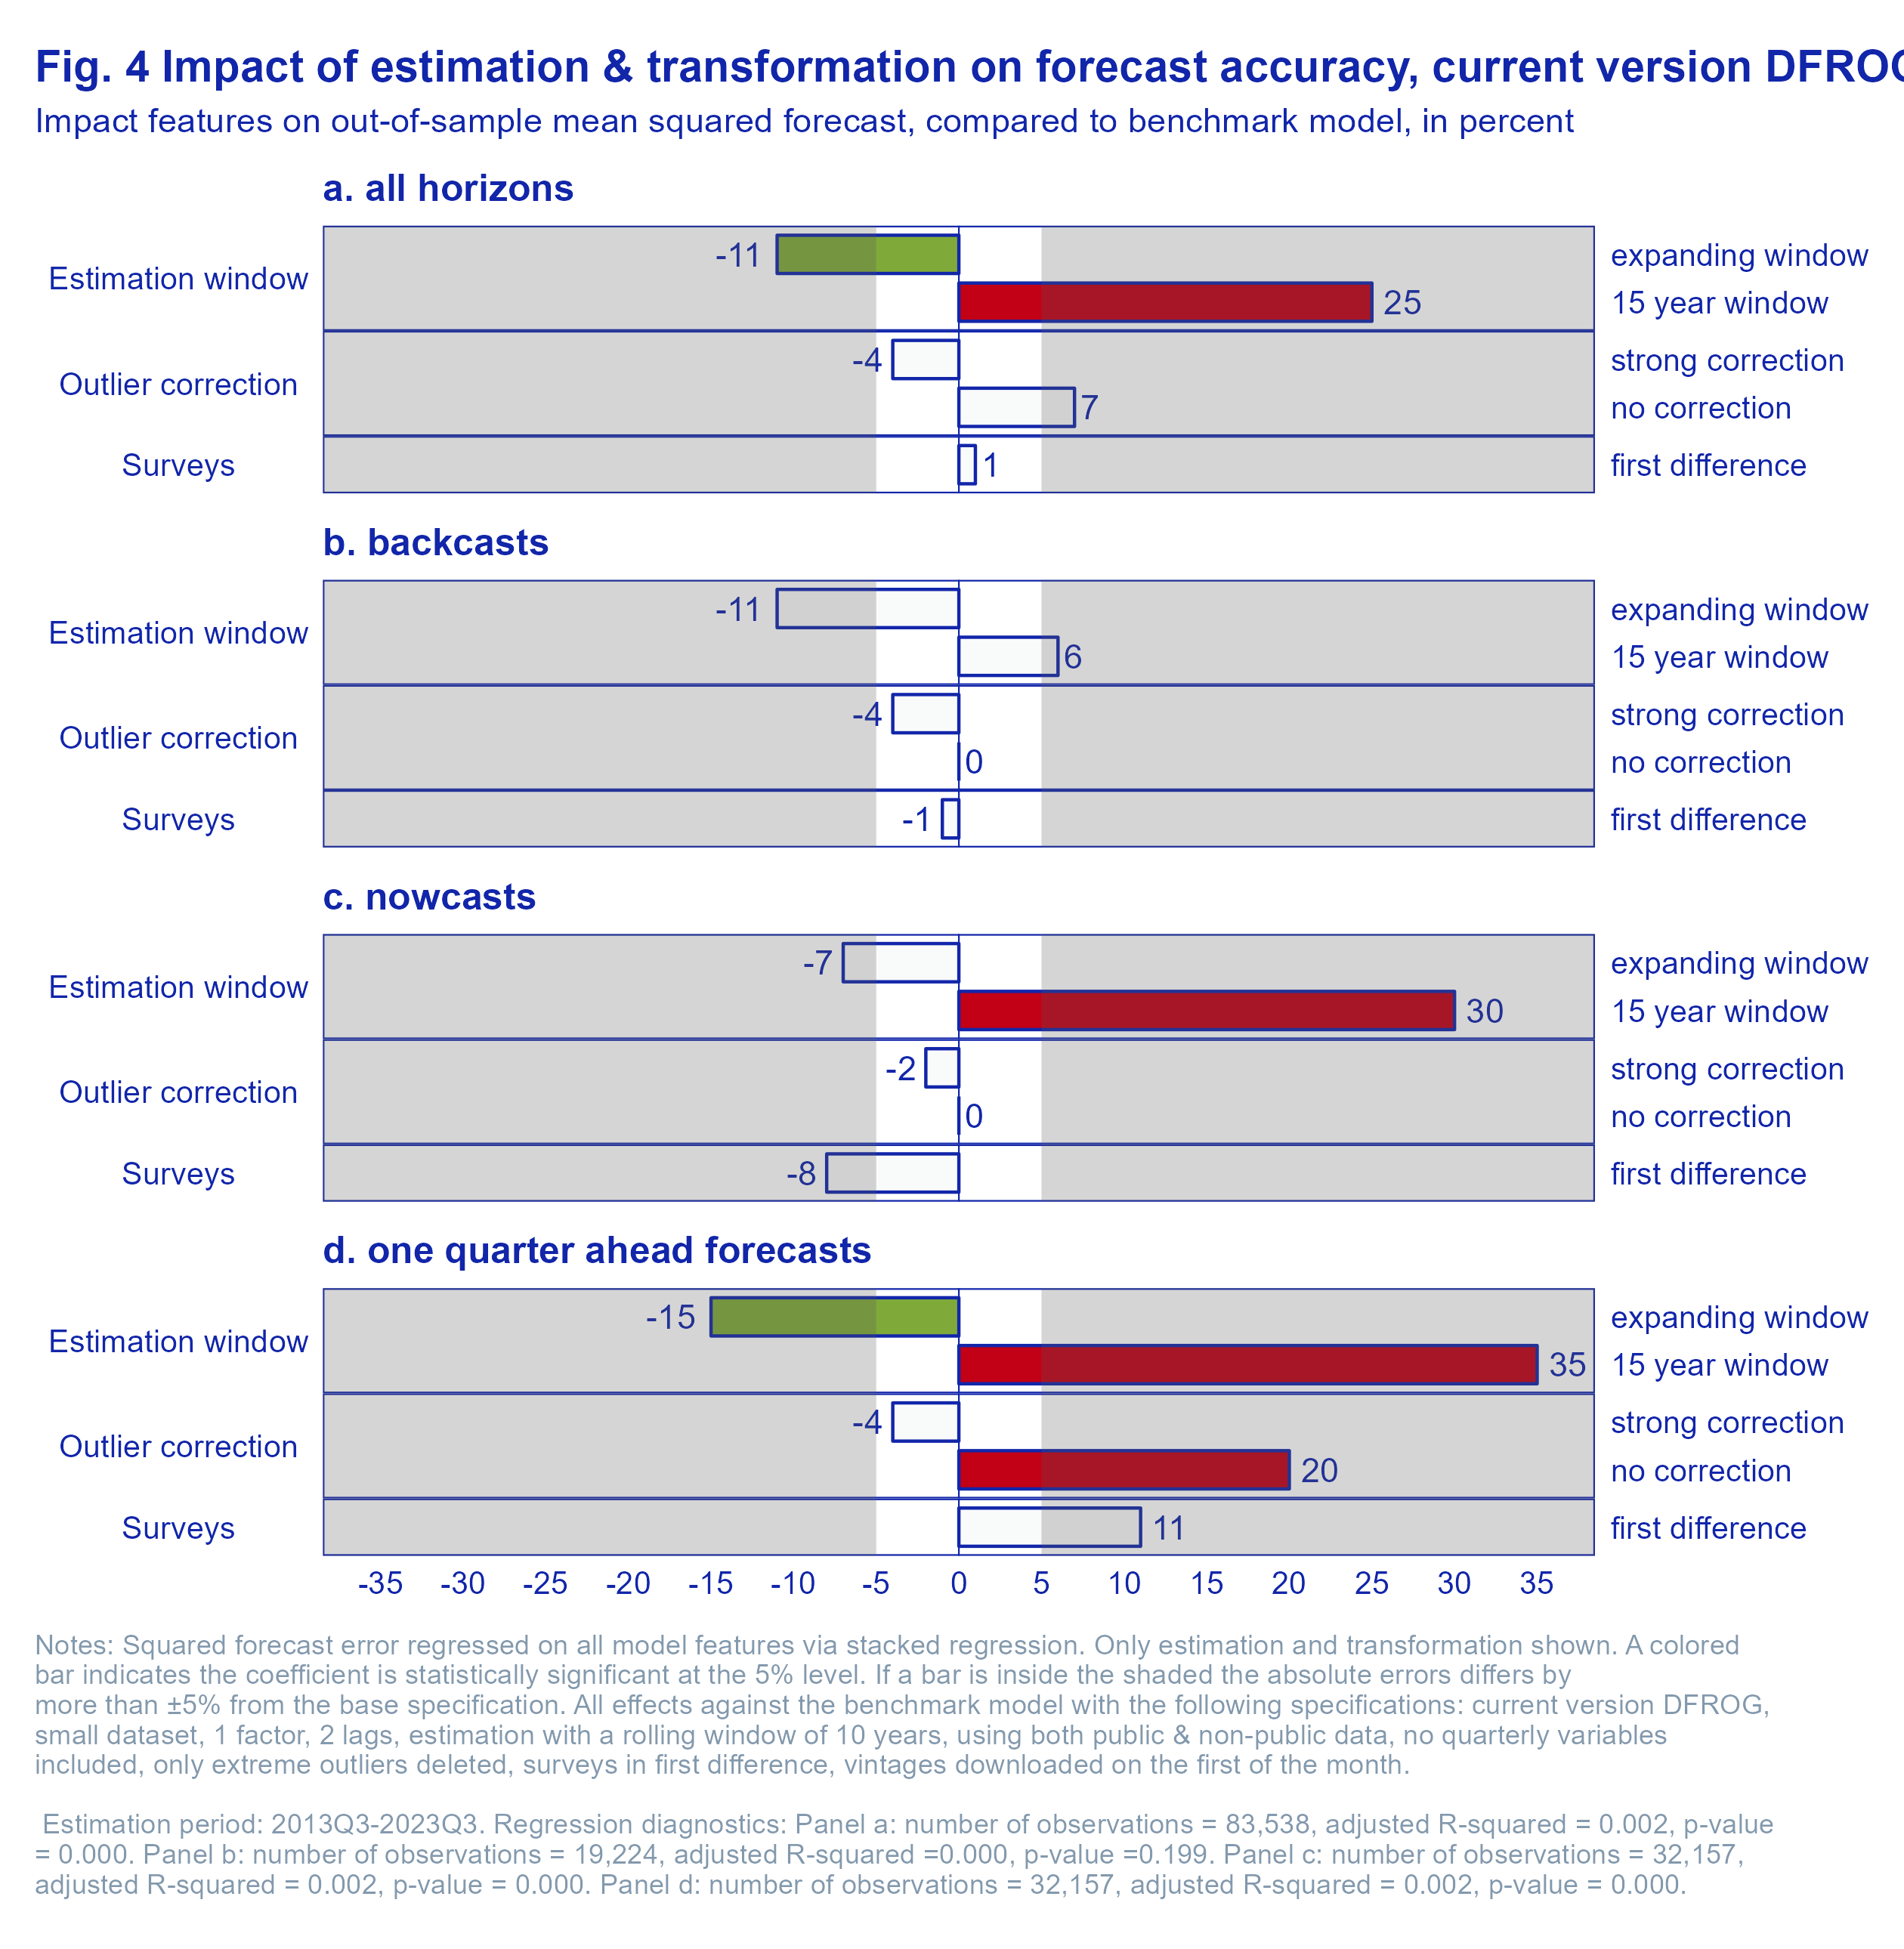 Fig. 4 Impact of estimation & transformation on forecast accuracy, current version DFROG
Impact features on out-of-sample mean squared forecast, compared to benchmark model, in percent
a. all horizons
Estimation window
-11
expanding window
25
15 year window
Outlier correction
-4
strong correction
7
no correction
Surveys
1
first difference
b. backcasts
Estimation window
-11
expanding window
6
15 year window
Outlier correction
-4
strong correction
0
no correction
Surveys
-1
first difference
c. nowcasts
Estimation window
-7
expanding window
30
15 year window
Outlier correction
-2
strong correction
0
no correction
Surveys
-8
first difference
d. one quarter ahead forecasts
Estimation window
-15
expanding window
35
15 year window
Outlier correction
-4
strong correction
20
no correction
Surveys
11
first difference
-35 -30 -25 -20 -15 -10 -5 0 5 10 15 20 25 30 35
Notes: Squared forecast error regressed on all model features via stacked regression. Only estimation and transformation shown. A colored
bar indicates the coefficient is statistically significant at the 5% level. If a bar is inside the shaded the absolute errors differs by
more than ±5% from the base specification. All effects against the benchmark model with the following specifications: current version DFROG,
small dataset, 1 factor, 2 lags, estimation with a rolling window of 10 years, using both public & non-public data, no quarterly variables
included, only extreme outliers deleted, surveys in first difference, vintages downloaded on the first of the month.
Estimation period: 2013Q3-2023Q3. Regression diagnostics: Panel a: number of observations = 83,538, adjusted R-squared = 0.002, p-value
= 0.000. Panel b: number of observations = 19,224, adjusted R-squared =0.000, p-value =0.199. Panel c: number of observations = 32,157,
adjusted R-squared = 0.002, p-value = 0.000. Panel d: number of observations = 32,157, adjusted R-squared = 0.002, p-value = 0.000.